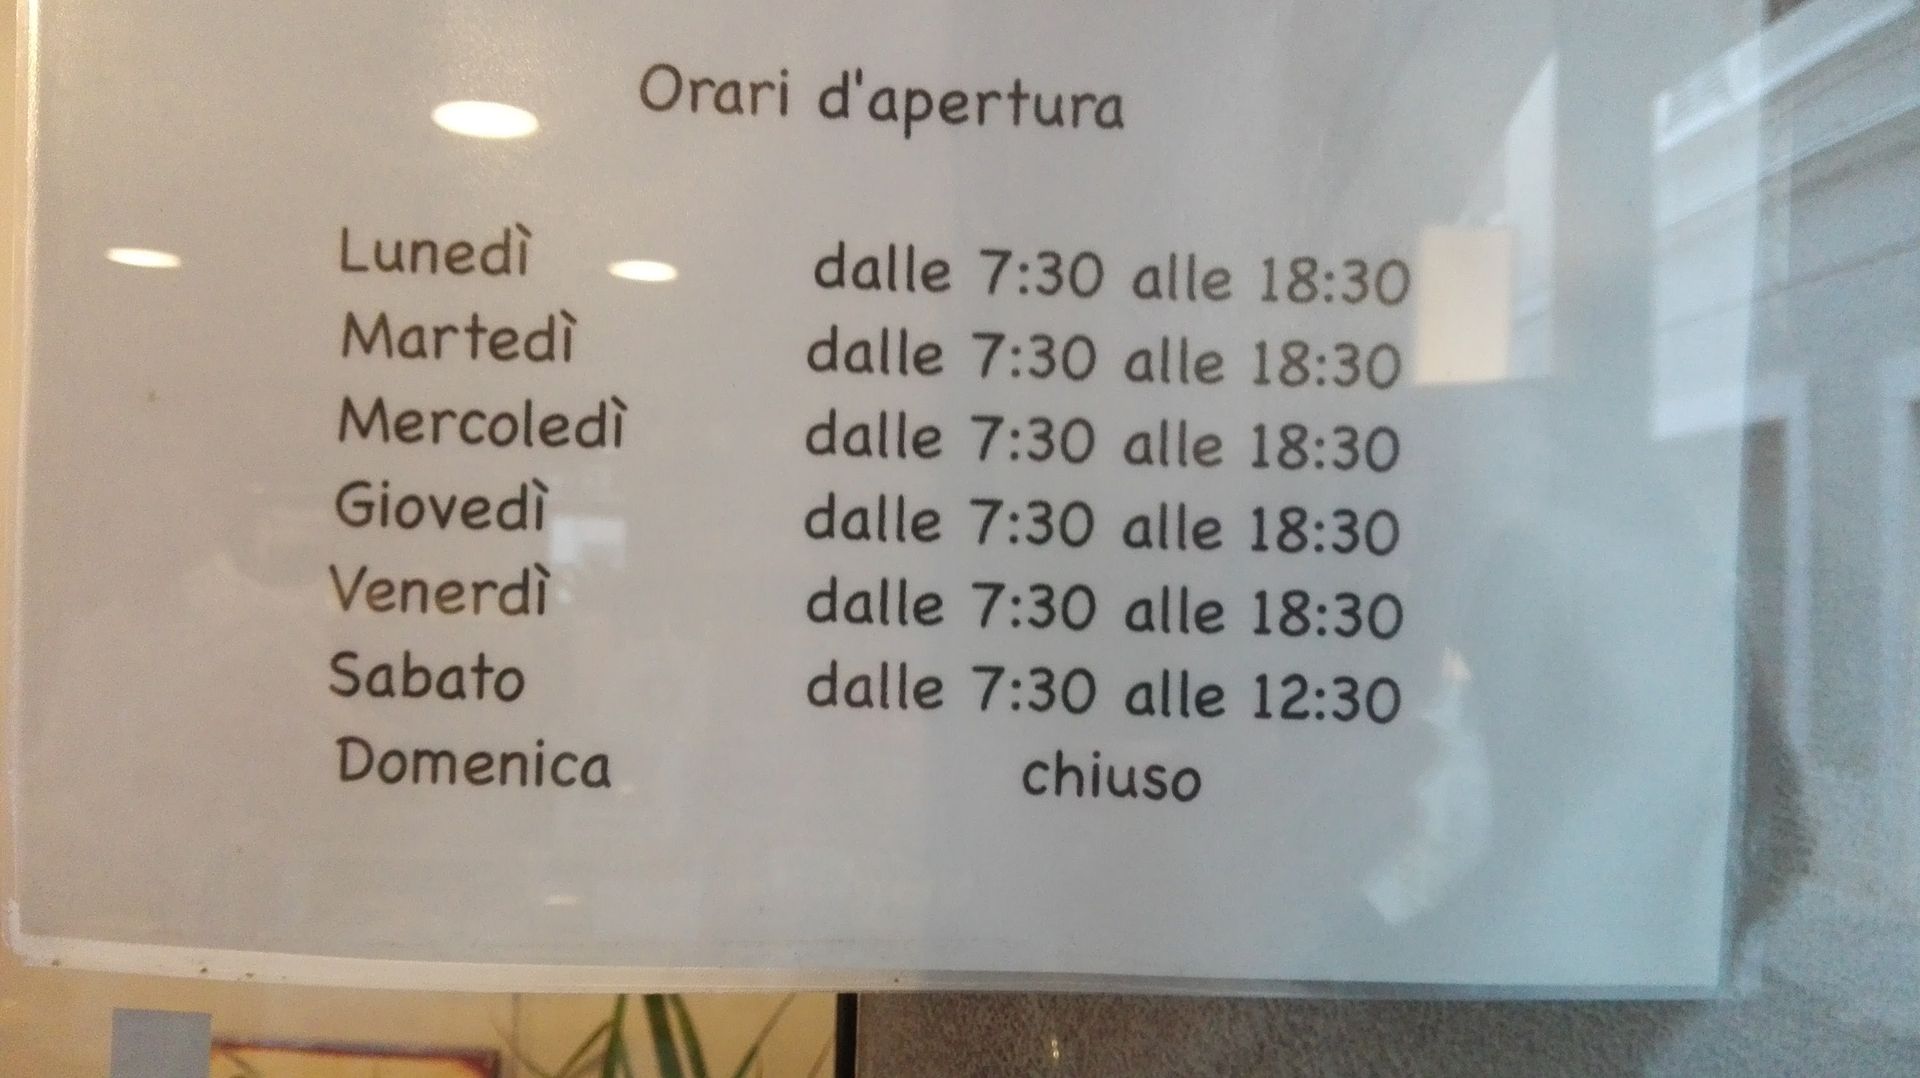 Orari d'apertura
Lunedì dalle 7:30 alle 18:30
Martedì dalle 7:30 alle 18:30
Mercoledì dalle 7:30 alle 18:30
Giovedì dalle 7:30 alle 18:30
Venerdì dalle 7:30 alle 18:30
Sabato dalle 7:30 alle 12:30
Domenica chiuso